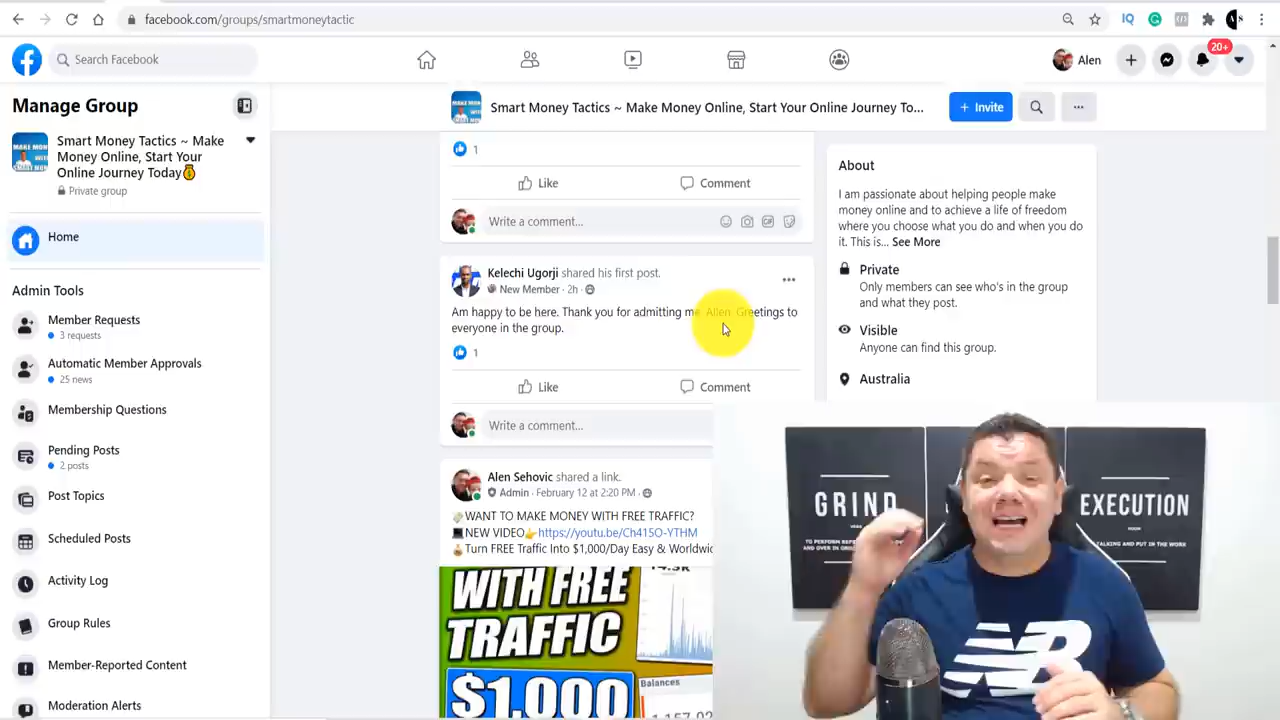 facebook.com/groups/smartmoneytactic
Search Facebook
Alen
20+
Manage Group
Smart Money Tactics ~ Make
Money Online, Start Your
Online Journey Today💰
Private group
Home
Admin Tools
Member Requests
3 requests
Automatic Member Approvals
25 news
Membership Questions
Pending Posts
2 posts
Post Topics
Scheduled Posts
Activity Log
Group Rules
Member-Reported Content
Moderation Alerts
Smart Money Tactics ~ Make Money Online, Start Your Online Journey To...
+ Invite
1
Like
Comment
Write a comment...
Kelechi Ugorji shared his first post.
New Member · 2h ·
Am happy to be here. Thank you for admitting me Allen. Greetings to
everyone in the group.
1
Like
Comment
Write a comment...
Alen Sehovic shared a link.
Admin · February 12 at 2:20 PM ·
WANT TO MAKE MONEY WITH FREE TRAFFIC?
NEW VIDEO👉https://youtu.be/Ch415O-YTHM
Turn FREE Traffic Into $1,000/Day Easy & Worldwid
WITH FREE
TRAFFIC
$1,000
Balances
About
I am passionate about helping people make
money online and to achieve a life of freedom
where you choose what you do and when you do
it. This is... See More
Private
Only members can see who's in the group
and what they post.
Visible
Anyone can find this group.
Australia
GRIND
EXECUTION
TALKING AND PUT IN THE WORK